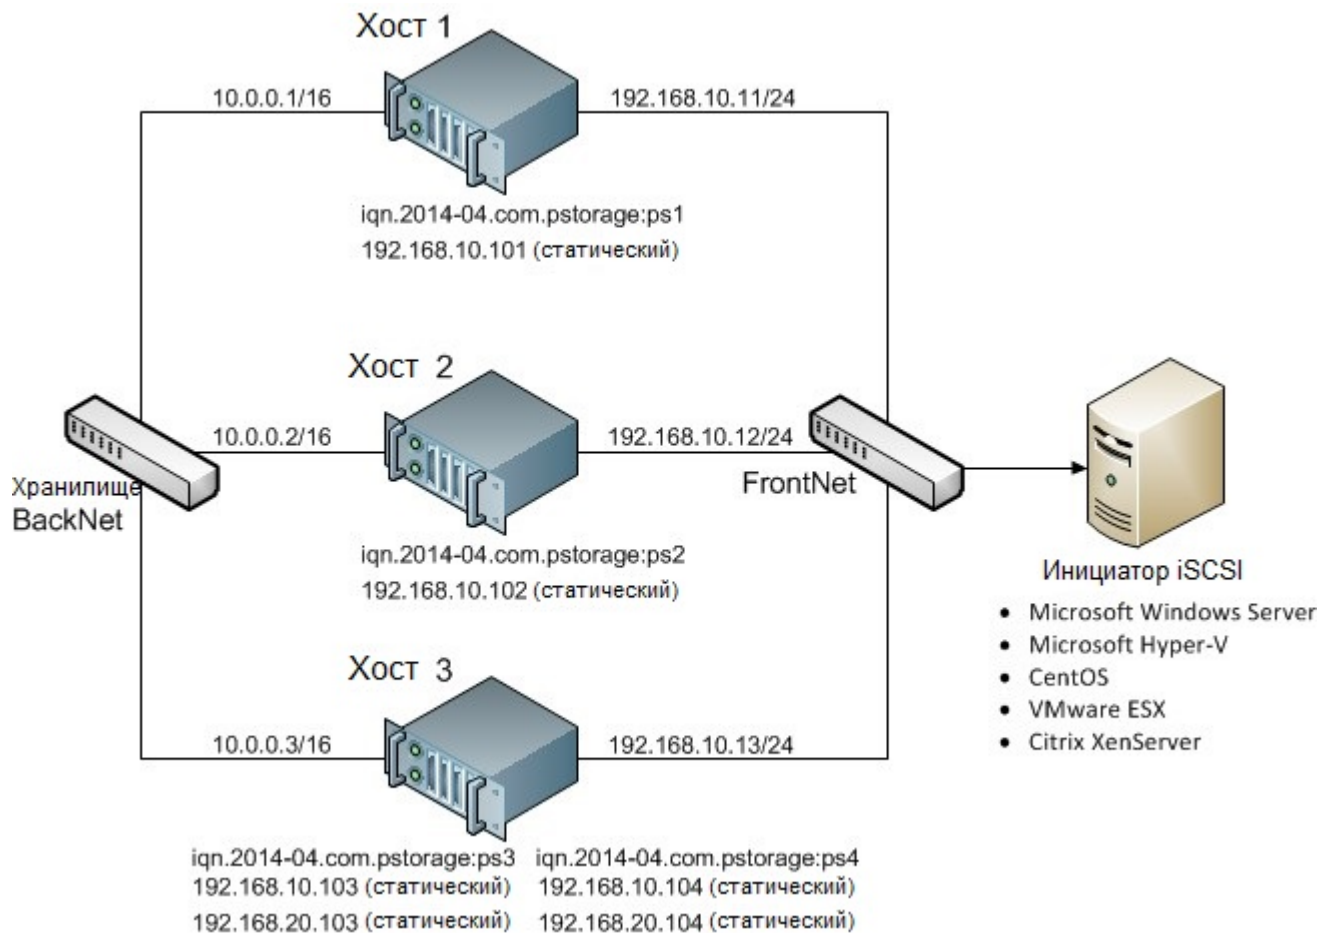 Хост 1
10.0.0.1/16
192.168.10.11/24
iqn.2014-04.com.pstorage:ps1
192.168.10.101 (статический)
Хост 2
10.0.0.2/16
192.168.10.12/24
Хранилище
BackNet
FrontNet
iqn.2014-04.com.pstorage:ps2
192.168.10.102 (статический)
Инициатор iSCSI
• Microsoft Windows Server
• Microsoft Hyper-V
• CentOS
• VMware ESX
• Citrix XenServer
Хост 3
10.0.0.3/16
192.168.10.13/24
iqn.2014-04.com.pstorage:ps3
192.168.10.103 (статический)
192.168.20.103 (статический)
iqn.2014-04.com.pstorage:ps4
192.168.10.104 (статический)
192.168.20.104 (статический)